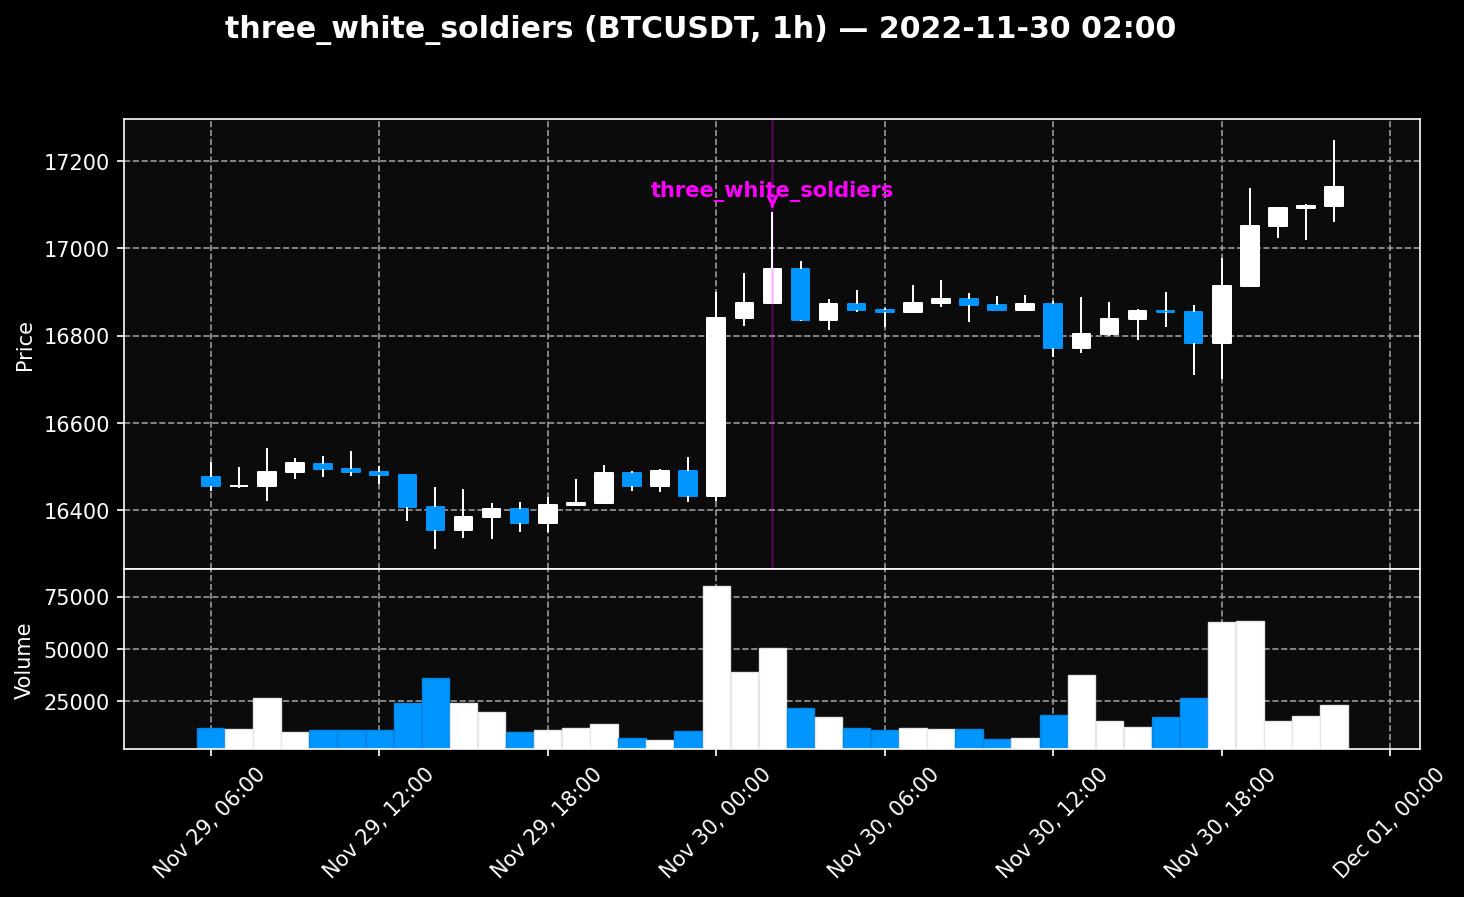 three_white_soldiers (BTCUSDT, 1h) — 2022-11-30 02:00
three_white_soldiers
Price
17200
17000
16800
16600
16400
Volume
75000
50000
25000
Nov 29, 06:00
Nov 29, 12:00
Nov 29, 18:00
Nov 30, 00:00
Nov 30, 06:00
Nov 30, 12:00
Nov 30, 18:00
Dec 01, 00:00